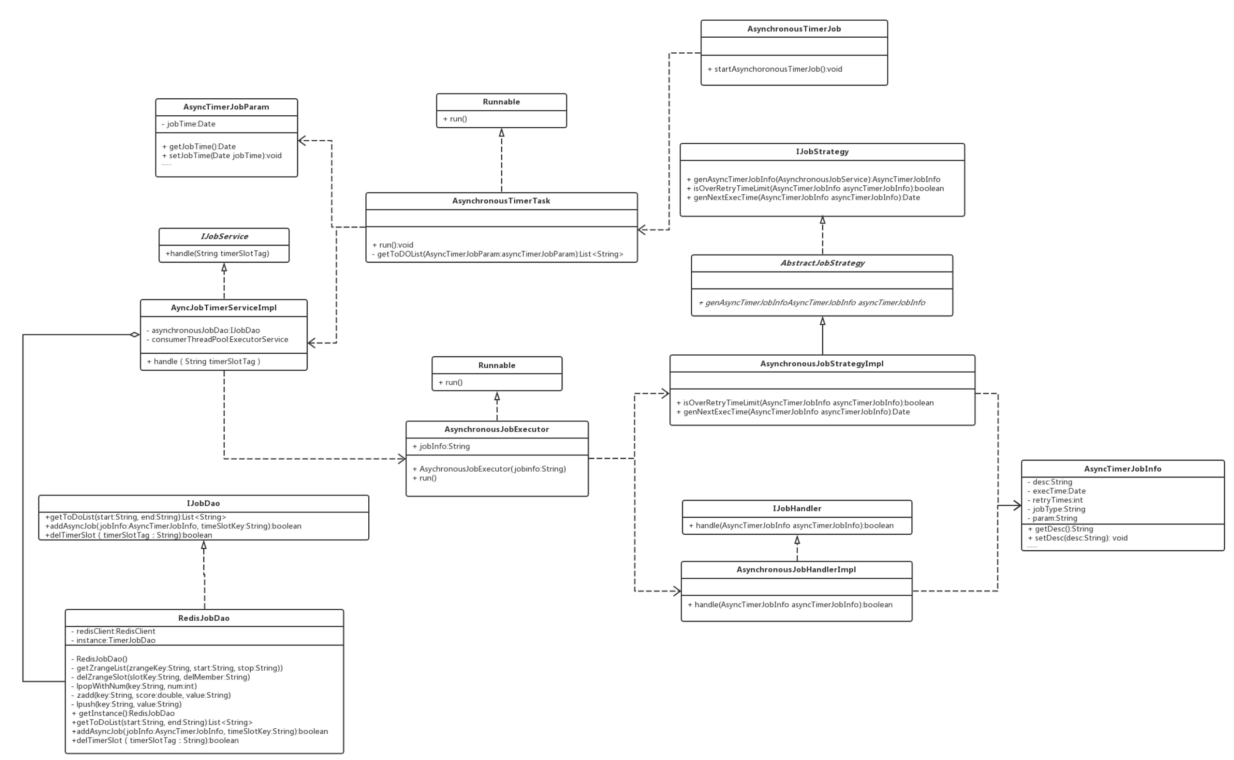 AsynchronousTimerJob
+ startAsynchoronousTimerJob():void
AsyncTimerJobParam
- jobTime:Date
+ getJobTime():Date
+ setJobTime(Date jobTime):void
......
Runnable
+ run()
IJobStrategy
+ genAsyncTimerJobInfo(AsynchronousJobService):AsyncTimerJobInfo
+ isOverRetryTimeLimit(AsyncTimerJobInfo asyncTimerJobInfo):boolean
+ genNextExecTime(AsyncTimerJobInfo asyncTimerJobInfo):Date
AsynchronousTimerTask
+ run():void
- getToDOList(AsyncTimerJobParam:asyncTimerJobParam):List<String>
IJobService
+handle(String timerSlotTag)
AbstractJobStrategy
+ genAsyncTimerJobInfoAsyncTimerJobInfo asyncTimerJobInfo
AyncJobTimerServiceImpl
- asynchronousJobDao:IJobDao
- consumerThreadPool:ExecutorService
+ handle ( String timerSlotTag )
Runnable
+ run()
AsynchronousJobStrategyImpl
+ isOverRetryTimeLimit(AsyncTimerJobInfo asyncTimerJobInfo):boolean
+ genNextExecTime(AsyncTimerJobInfo asyncTimerJobInfo):Date
AsynchronousJobExecutor
+ jobInfo:String
+ AsychronousJobExecutor(jobinfo:String)
+ run()
AsyncTimerJobInfo
- desc:String
- execTime:Date
- retryTimes:int
- jobType:String
- param:String
+ getDesc():String
+ setDesc(desc:String): void
......
IJobDao
+getToDoList(start:String, end:String):List<String>
+addAsyncJob(jobInfo:AsyncTimerJobInfo, timeSlotKey:String):boolean
+delTimerSlot ( timerSlotTag : String):boolean
IJobHandler
+ handle(AsyncTimerJobInfo asyncTimerJobInfo):boolean
AsynchronousJobHandlerImpl
+ handle(AsyncTimerJobInfo asyncTimerJobInfo):boolean
RedisJobDao
- redisClient:RedisClient
- instance:TimerJobDao
- RedisJobDao()
- getZrangeList(zrangeKey:String, start:String, stop:String))
- delZrangeSlot(slotKey:String, delMember:String)
- lpopWithNum(key:String, num:int)
- zadd(key:String, score:double, value:String)
- lpush(key:String, value:String)
+ getInstance():RedisJobDao
+getToDoList(start:String, end:String):List<String>
+addAsyncJob(jobInfo:AsyncTimerJobInfo, timeSlotKey:String):boolean
+delTimerSlot ( timerSlotTag : String):boolean